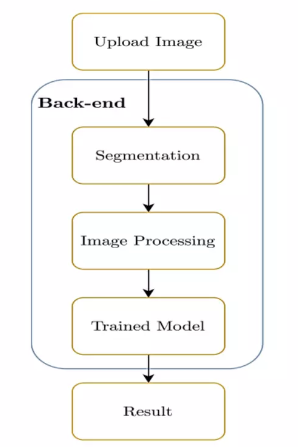 Upload Image
Back-end
Segmentation
Image Processing
Trained Model
Result